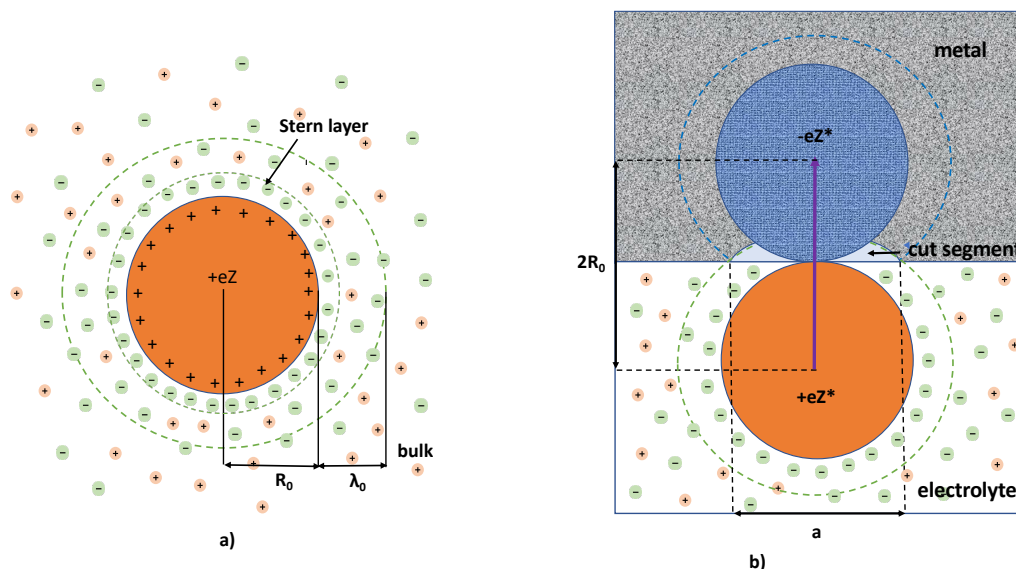 Stern layer
+eZ
bulk
R₀
λ₀
a)
metal
-eZ*
cut segment
2R₀
+eZ*
electrolyte
a
b)